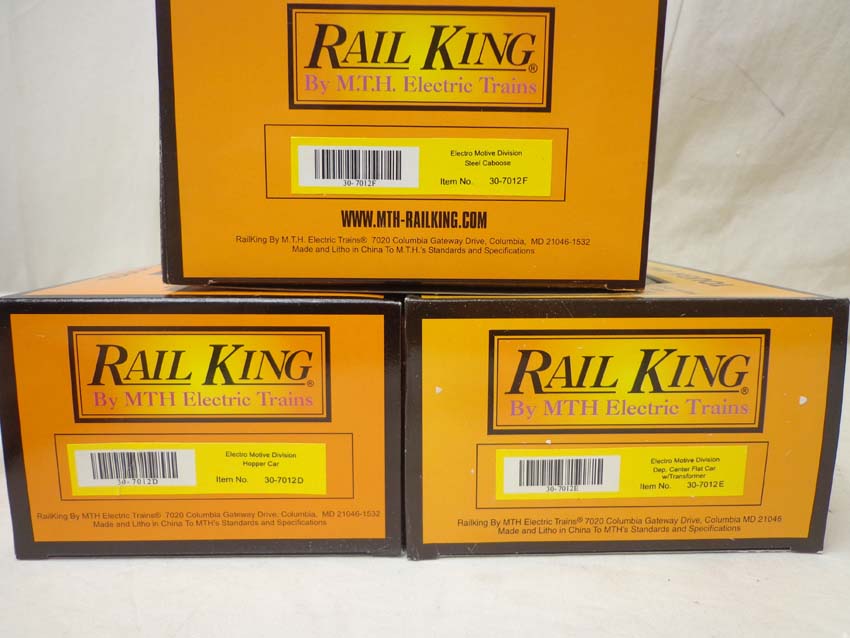 RAIL KING®
By M.T.H. Electric Trains
Electro Motive Division
Steel Caboose
30-7012F
Item No. 30-7012F
WWW.MTH-RAILKING.COM
RailKing By M.T.H. Electric Trains® 7020 Columbia Gateway Drive, Columbia, MD 21046-1532
Made and Litho in China To M.T.H.'s Standards and Specifications
RAIL KING®
By MTH Electric Trains
Electro Motive Division
Hopper Car
30-7012D
Item No. 30-7012D
RailKing By MTH Electric Trains® 7020 Columbia Gateway Drive, Columbia, MD 21046-1532
Made and Litho in China To MTH's Standards and Specifications
RAIL KING®
By MTH Electric Trains
Electro Motive Division
Dep. Center Flat Car
w/Transformer
30-7012E
Item No. 30-7012E
RailKing By MTH Electric Trains® 7020 Columbia Gateway Drive, Columbia MD 21046
Made and Litho in China To MTH's Standards and Specifications